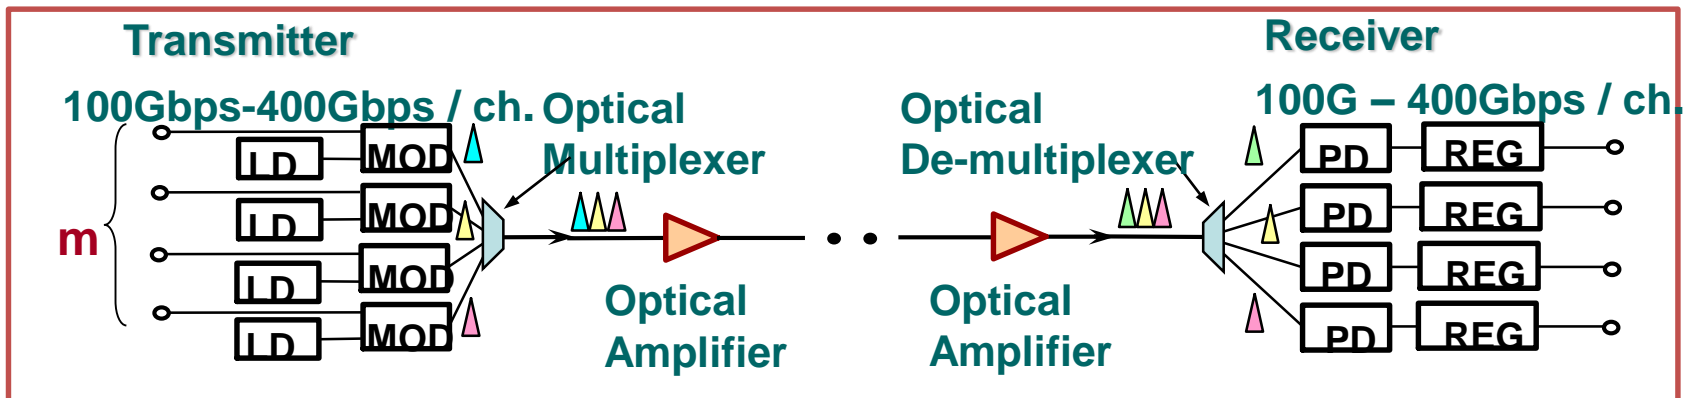 Transmitter
Receiver
100Gbps-400Gbps / ch.
Optical
Multiplexer
Optical
De-multiplexer
100G – 400Gbps / ch.
m
LD
MOD
LD
MOD
LD
MOD
LD
MOD
PD
REG
PD
REG
PD
REG
PD
REG
Optical
Amplifier
Optical
Amplifier